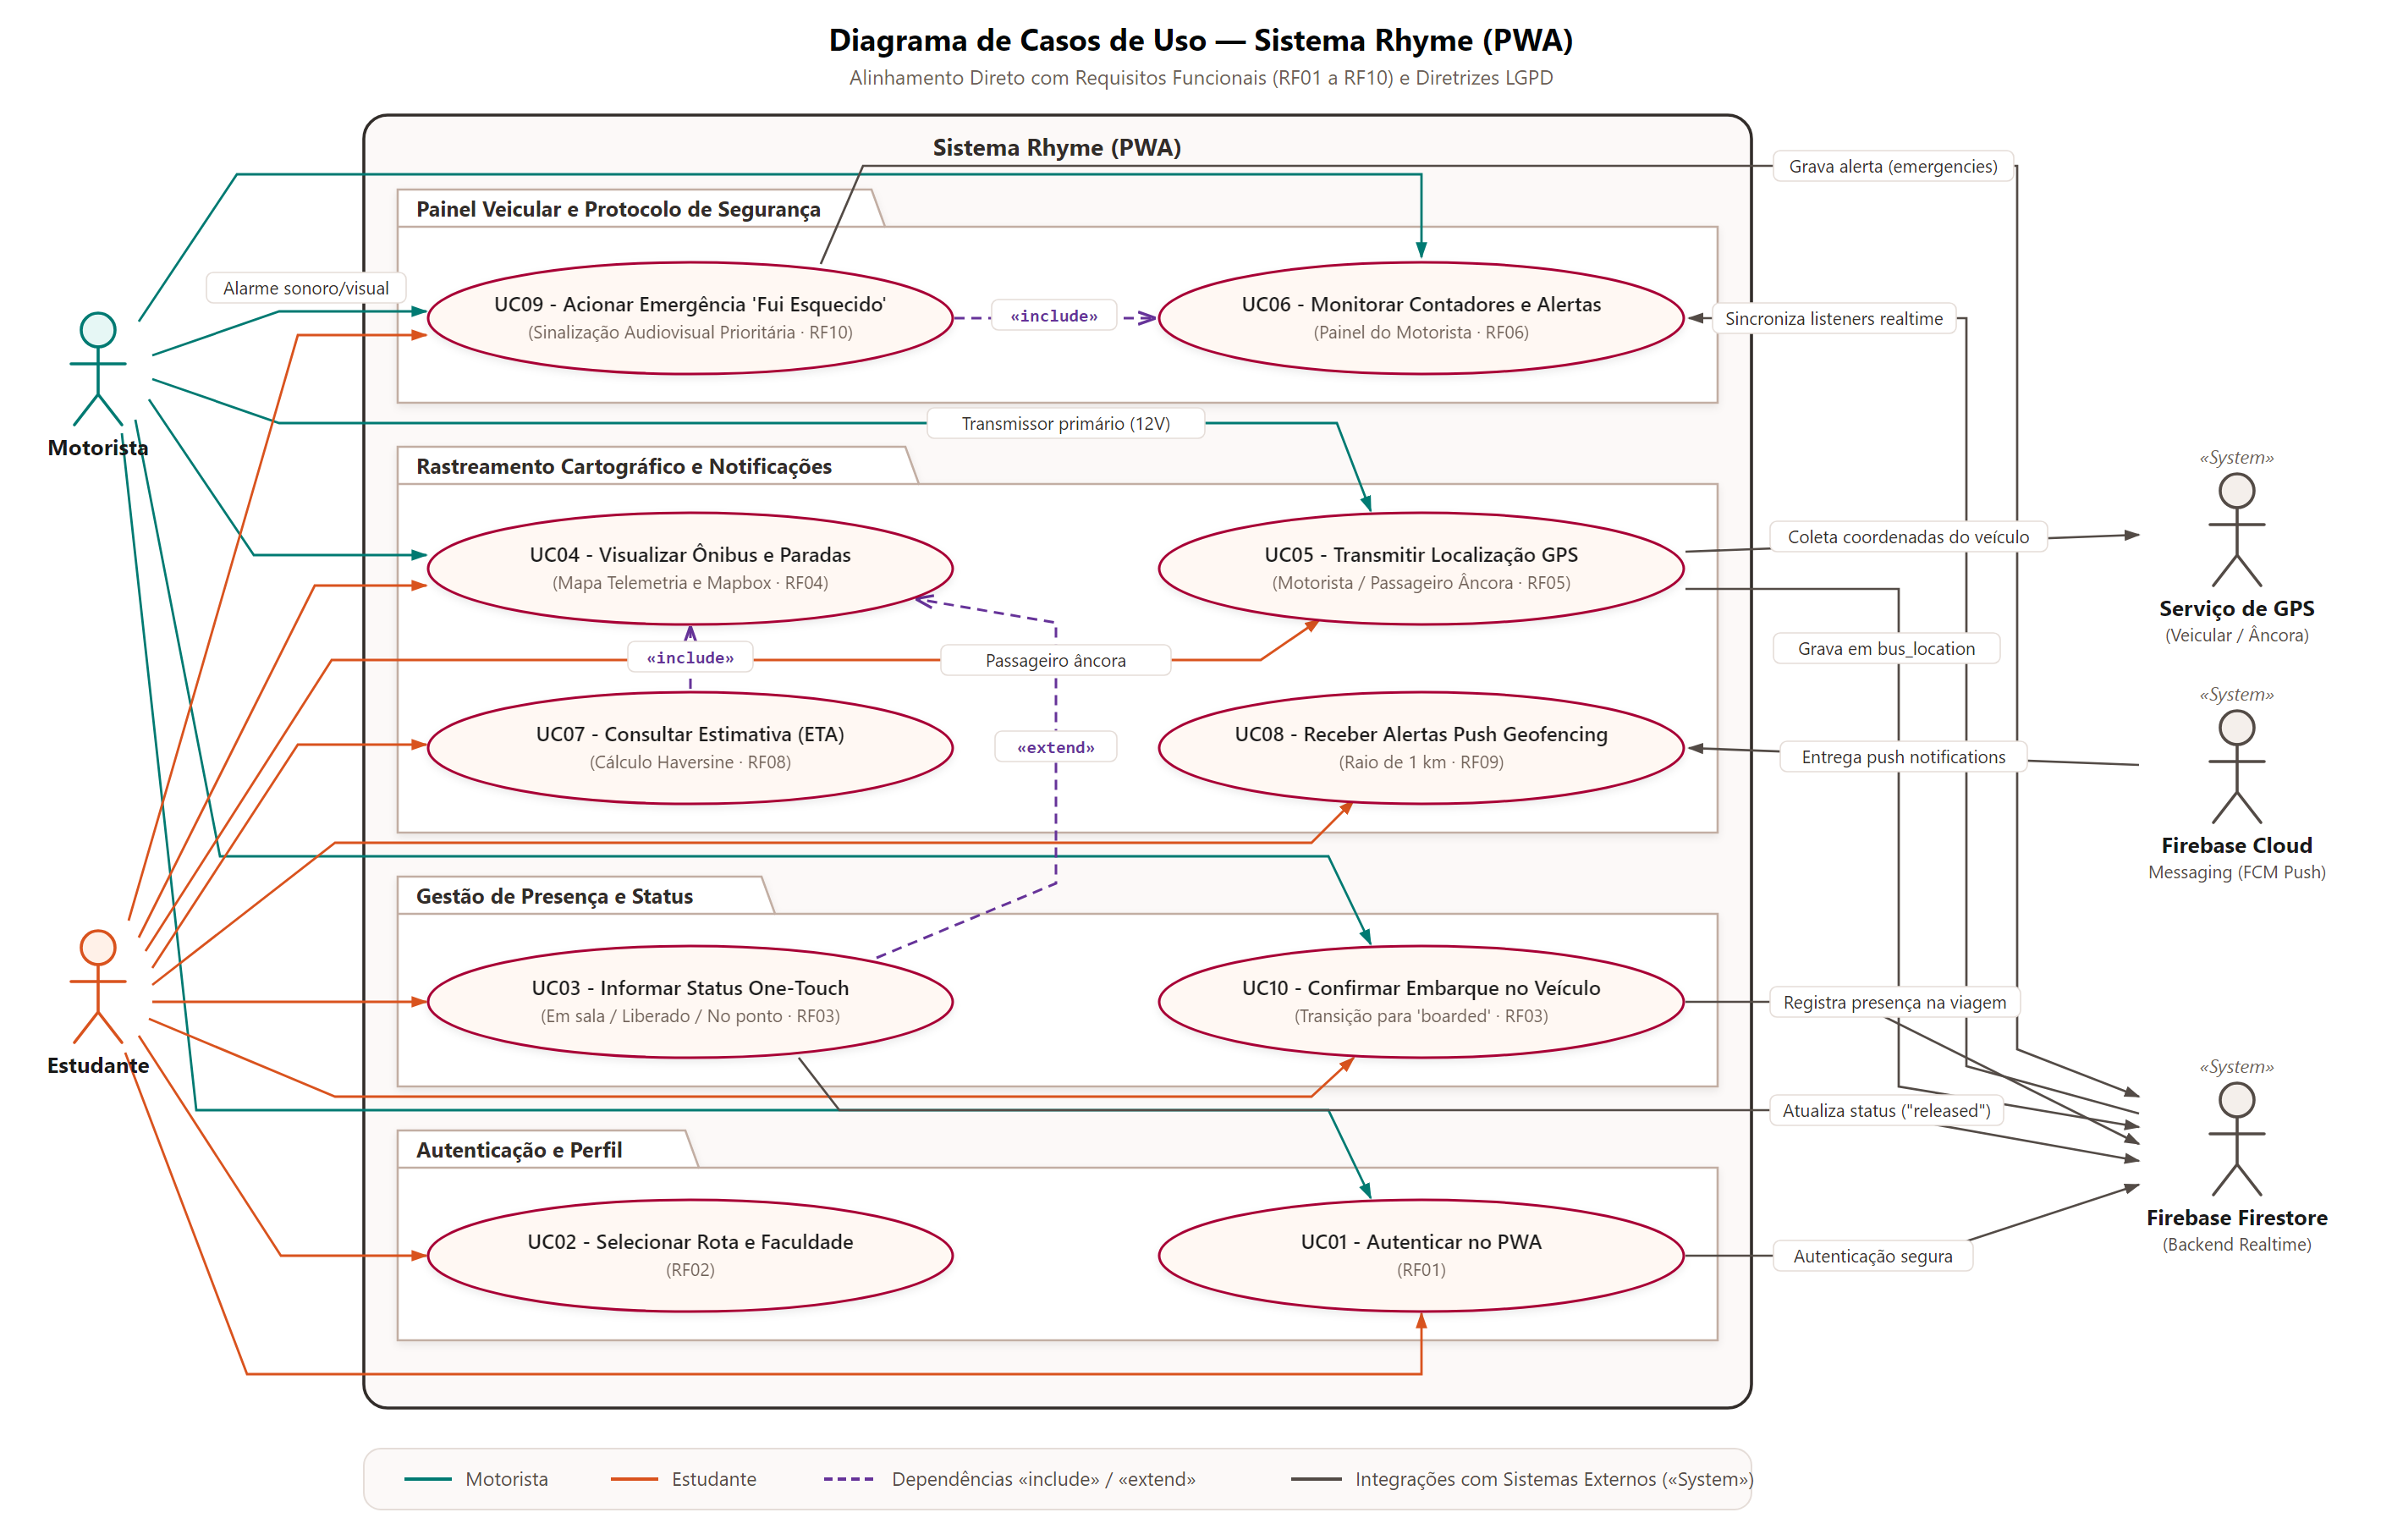 Diagrama de Casos de Uso — Sistema Rhyme (PWA)
Alinhamento Direto com Requisitos Funcionais (RF01 a RF10) e Diretrizes LGPD
Sistema Rhyme (PWA)
Grava alerta (emergencies)
Painel Veicular e Protocolo de Segurança
Alarme sonoro/visual
UC09 - Acionar Emergência 'Fui Esquecido'
(Sinalização Audiovisual Prioritária · RF10)
«include»
UC06 - Monitorar Contadores e Alertas
(Painel do Motorista · RF06)
Sincroniza listeners realtime
Motorista
Transmissor primário (12V)
Rastreamento Cartográfico e Notificações
UC04 - Visualizar Ônibus e Paradas
(Mapa Telemetria e Mapbox · RF04)
UC05 - Transmitir Localização GPS
(Motorista / Passageiro Âncora · RF05)
Coleta coordenadas do veículo
«System»
Serviço de GPS
(Veicular / Âncora)
«include»
Passageiro âncora
Grava em bus_location
UC07 - Consultar Estimativa (ETA)
(Cálculo Haversine · RF08)
«extend»
UC08 - Receber Alertas Push Geofencing
(Raio de 1 km · RF09)
Entrega push notifications
«System»
Firebase Cloud
Messaging (FCM Push)
Gestão de Presença e Status
Estudante
UC03 - Informar Status One-Touch
(Em sala / Liberado / No ponto · RF03)
UC10 - Confirmar Embarque no Veículo
(Transição para 'boarded' · RF03)
Registra presença na viagem
Atualiza status ("released")
«System»
Firebase Firestore
(Backend Realtime)
Autenticação e Perfil
UC02 - Selecionar Rota e Faculdade
(RF02)
UC01 - Autenticar no PWA
(RF01)
Autenticação segura
Motorista
Estudante
Dependências «include» / «extend»
Integrações com Sistemas Externos («System»)